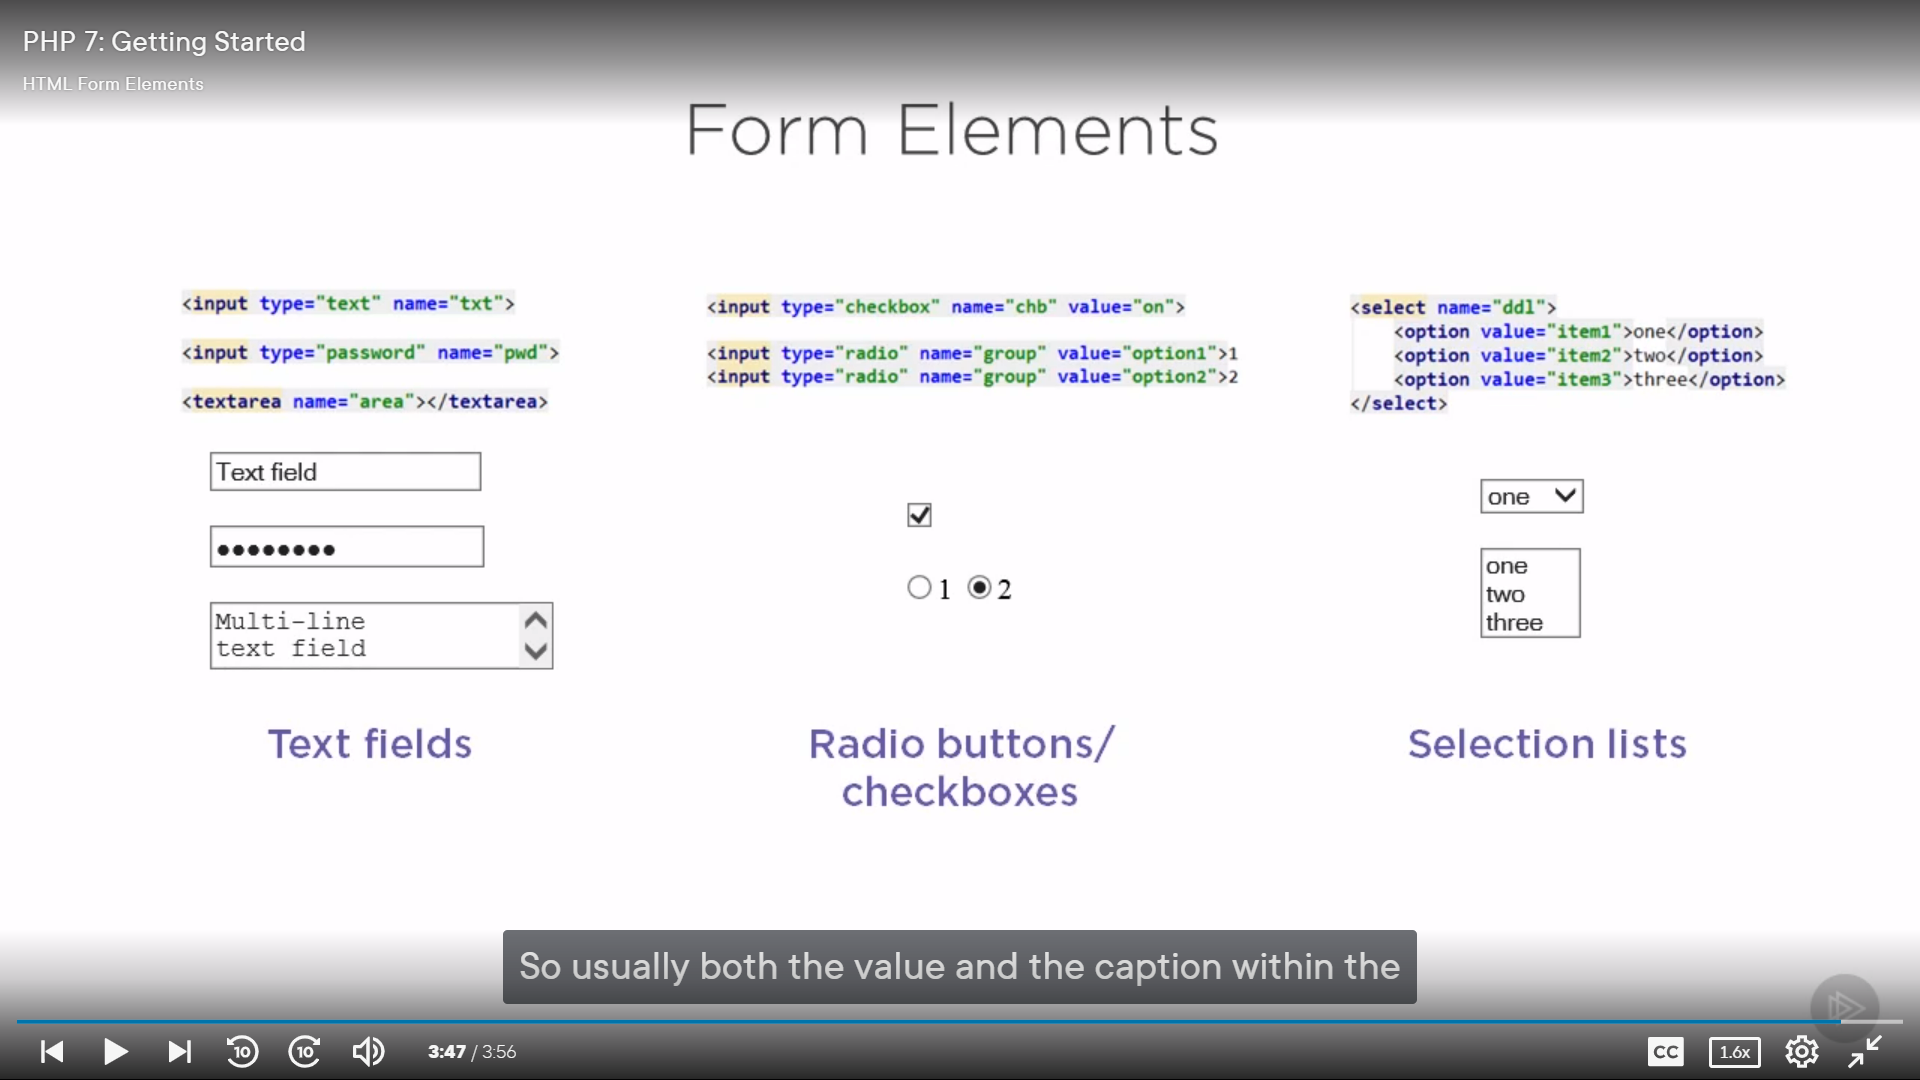 PHP 7: Getting Started
HTML Form Elements
Form Elements
<input type="text" name="txt">
<input type="password" name="pwd">
<textarea name="area"></textarea>
Text field
Multi-line
text field
Text fields
<input type="checkbox" name="chb" value="on">
<input type="radio" name="group" value="option1">1
<input type="radio" name="group" value="option2">2
1 2
Radio buttons/
checkboxes
<select name="ddl">
<option value="item1">one</option>
<option value="item2">two</option>
<option value="item3">three</option>
</select>
one
one
two
three
Selection lists
So usually both the value and the caption within the
10 10 3:47 / 3:56 CC 1.6x